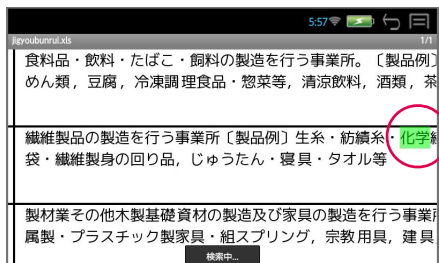 5:57
jigyoubunrui.xls 1/1
食料品・飲料・たばこ・飼料の製造を行う事業所。〔製品例〕
めん類，豆腐，冷凍調理食品・惣菜等，清涼飲料，酒類，茶
繊維製品の製造を行う事業所〔製品例〕生糸・紡績糸・化学
袋・繊維製身の回り品，じゅうたん・寝具・タオル等
製材業その他木製基礎資材の製造及び家具の製造を行う事業
属製・プラスチック製家具・組スプリング，宗教用具，建具
検索中...